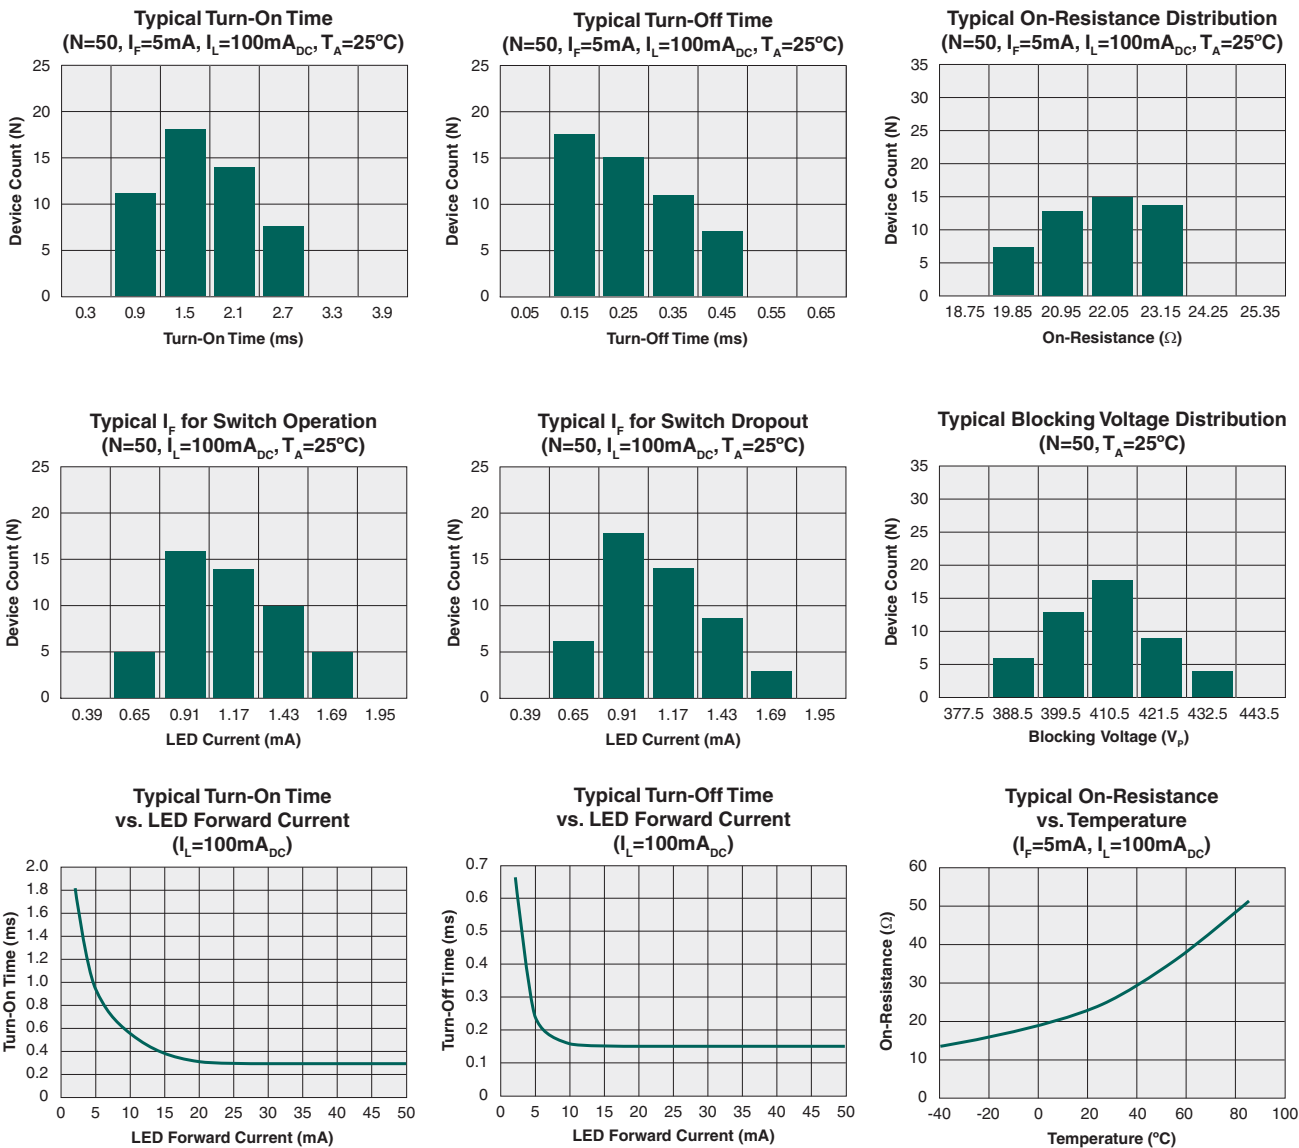 Typical Turn-On Time
(N=50, IF=5mA, IL=100mADC, TA=25ºC)
Device Count (N)
25
20
15
10
5
0
0.3 0.9 1.5 2.1 2.7 3.3 3.9
Turn-On Time (ms)
Typical Turn-Off Time
(N=50, IF=5mA, IL=100mADC, TA=25ºC)
Device Count (N)
25
20
15
10
5
0
0.05 0.15 0.25 0.35 0.45 0.55 0.65
Turn-Off Time (ms)
Typical On-Resistance Distribution
(N=50, IF=5mA, IL=100mADC, TA=25ºC)
Device Count (N)
35
30
25
20
15
10
5
0
18.75 19.85 20.95 22.05 23.15 24.25 25.35
On-Resistance (Ω)
Typical IF for Switch Operation
(N=50, IL=100mADC, TA=25ºC)
Device Count (N)
25
20
15
10
5
0
0.39 0.65 0.91 1.17 1.43 1.69 1.95
LED Current (mA)
Typical IF for Switch Dropout
(N=50, IL=100mADC, TA=25ºC)
Device Count (N)
25
20
15
10
5
0
0.39 0.65 0.91 1.17 1.43 1.69 1.95
LED Current (mA)
Typical Blocking Voltage Distribution
(N=50, TA=25ºC)
Device Count (N)
35
30
25
20
15
10
5
0
377.5 388.5 399.5 410.5 421.5 432.5 443.5
Blocking Voltage (VP)
Typical Turn-On Time
vs. LED Forward Current
(IL=100mADC)
Turn-On Time (ms)
2.0
1.8
1.6
1.4
1.2
1.0
0.8
0.6
0.4
0.2
0
0 5 10 15 20 25 30 35 40 45 50
LED Forward Current (mA)
Typical Turn-Off Time
vs. LED Forward Current
(IL=100mADC)
Turn-Off Time (ms)
0.7
0.6
0.5
0.4
0.3
0.2
0.1
0
0 5 10 15 20 25 30 35 40 45 50
LED Forward Current (mA)
Typical On-Resistance
vs. Temperature
(IF=5mA, IL=100mADC)
On-Resistance (Ω)
60
50
40
30
20
10
0
-40 -20 0 20 40 60 80 100
Temperature (ºC)